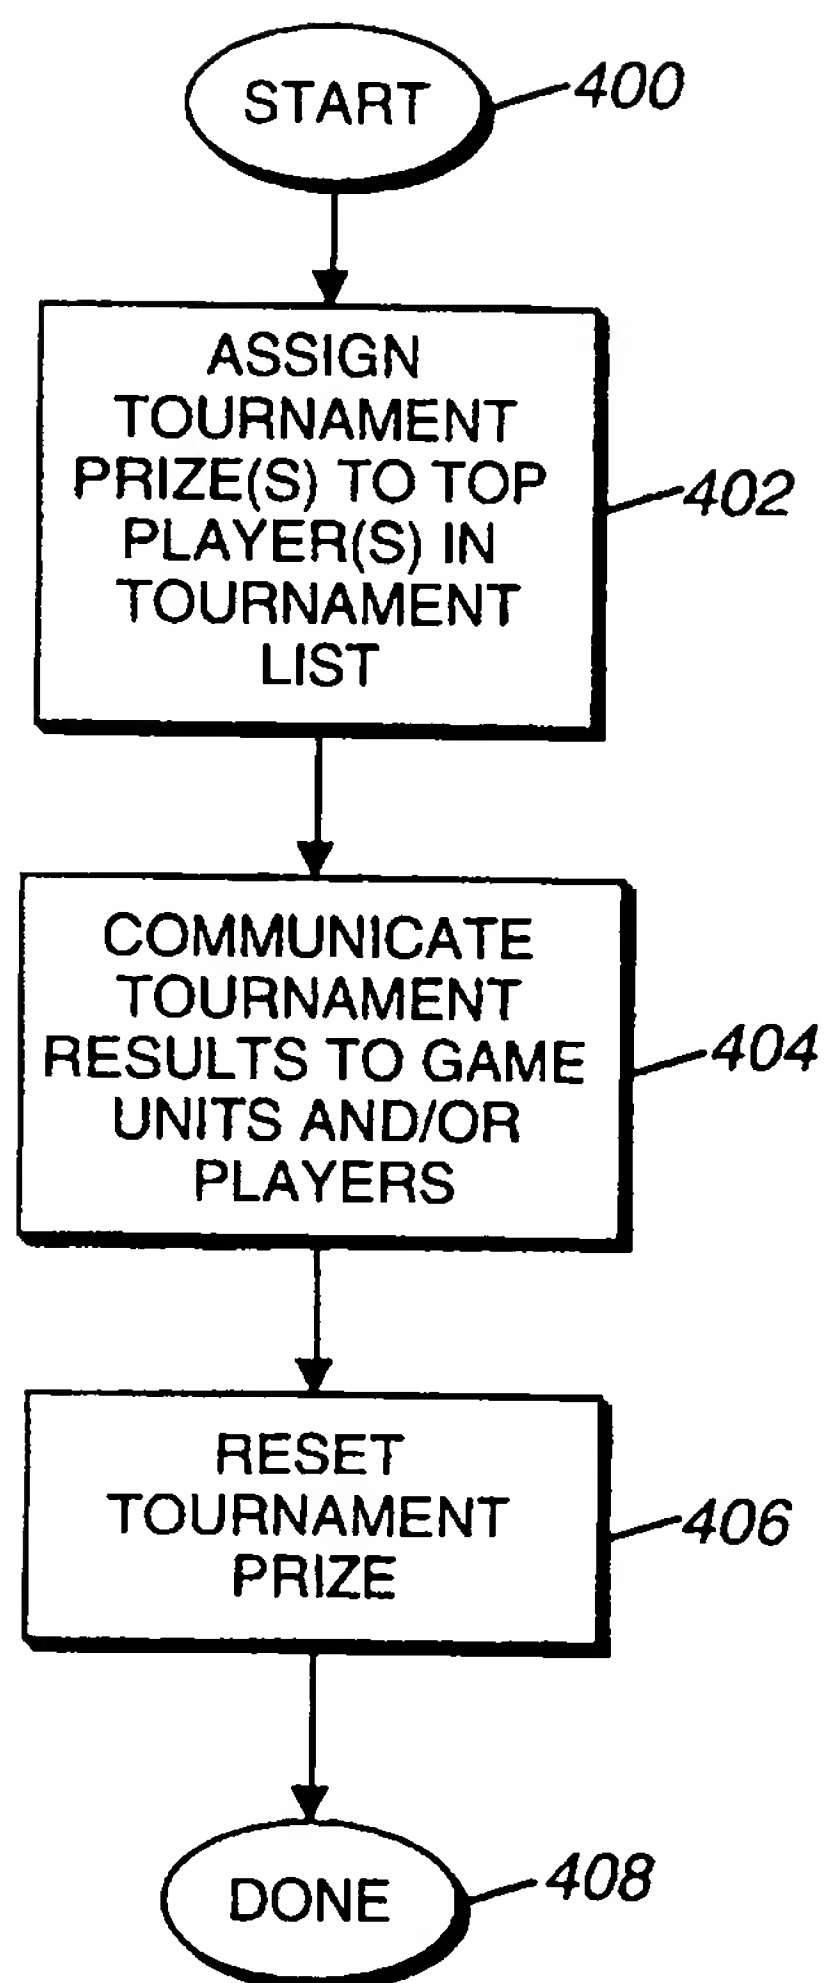 START
400
ASSIGN
TOURNAMENT
PRIZE(S) TO TOP
PLAYER(S) IN
TOURNAMENT
LIST
402
COMMUNICATE
TOURNAMENT
RESULTS TO GAME
UNITS AND/OR
PLAYERS
404
RESET
TOURNAMENT
PRIZE
406
DONE
408